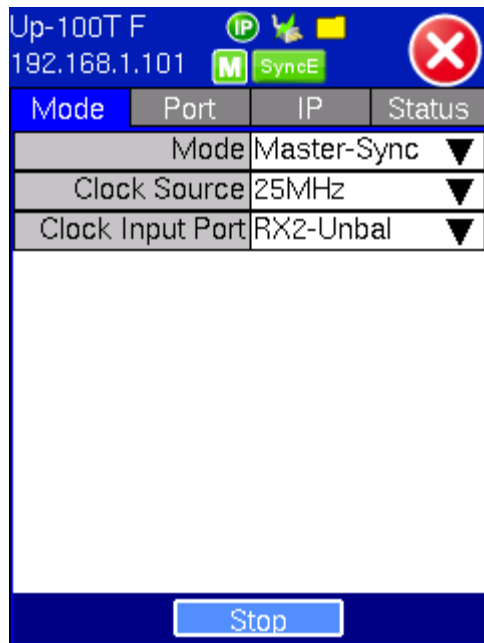 Up-100T F IP
192.168.1.101 M SyncE
Mode Port IP Status
Mode Master-Sync
Clock Source 25MHz
Clock Input Port RX2-Unbal
Stop